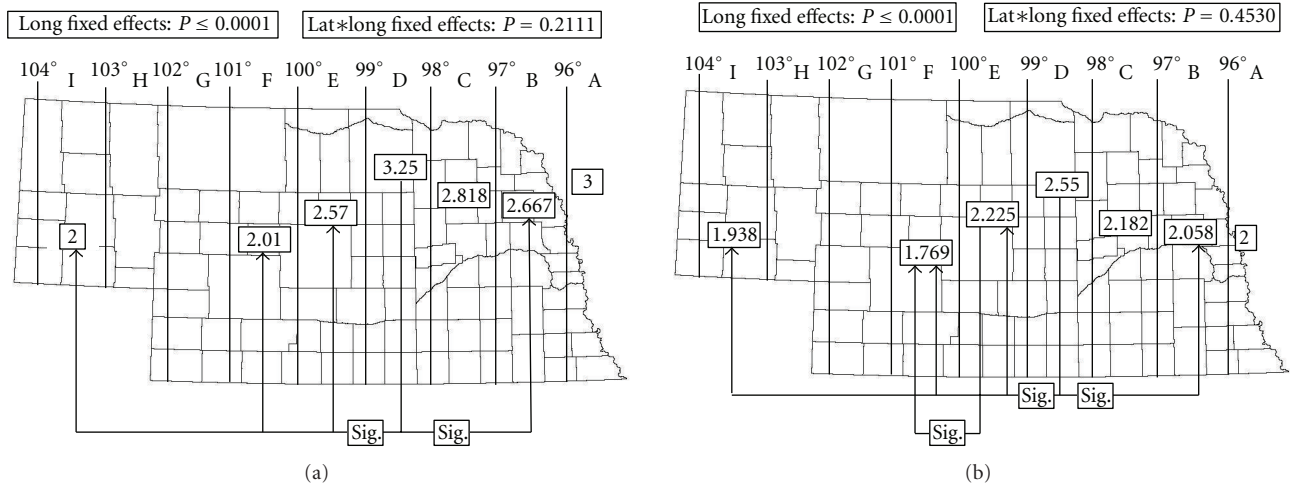 Long fixed effects: P ≤ 0.0001 Lat∗long fixed effects: P = 0.2111
104° 103° 102° 101° 100° 99° 98° 97° 96°
I H G F E D C B A
3.25
3
2.818
2.667
2.57
2.01
2
Sig. Sig.
(a)
Long fixed effects: P ≤ 0.0001 Lat∗long fixed effects: P = 0.4530
104° 103° 102° 101° 100° 99° 98° 97° 96°
I H G F E D C B A
2.55
2.225
2.182
2.058
2
1.938
1.769
Sig. Sig.
Sig.
(b)